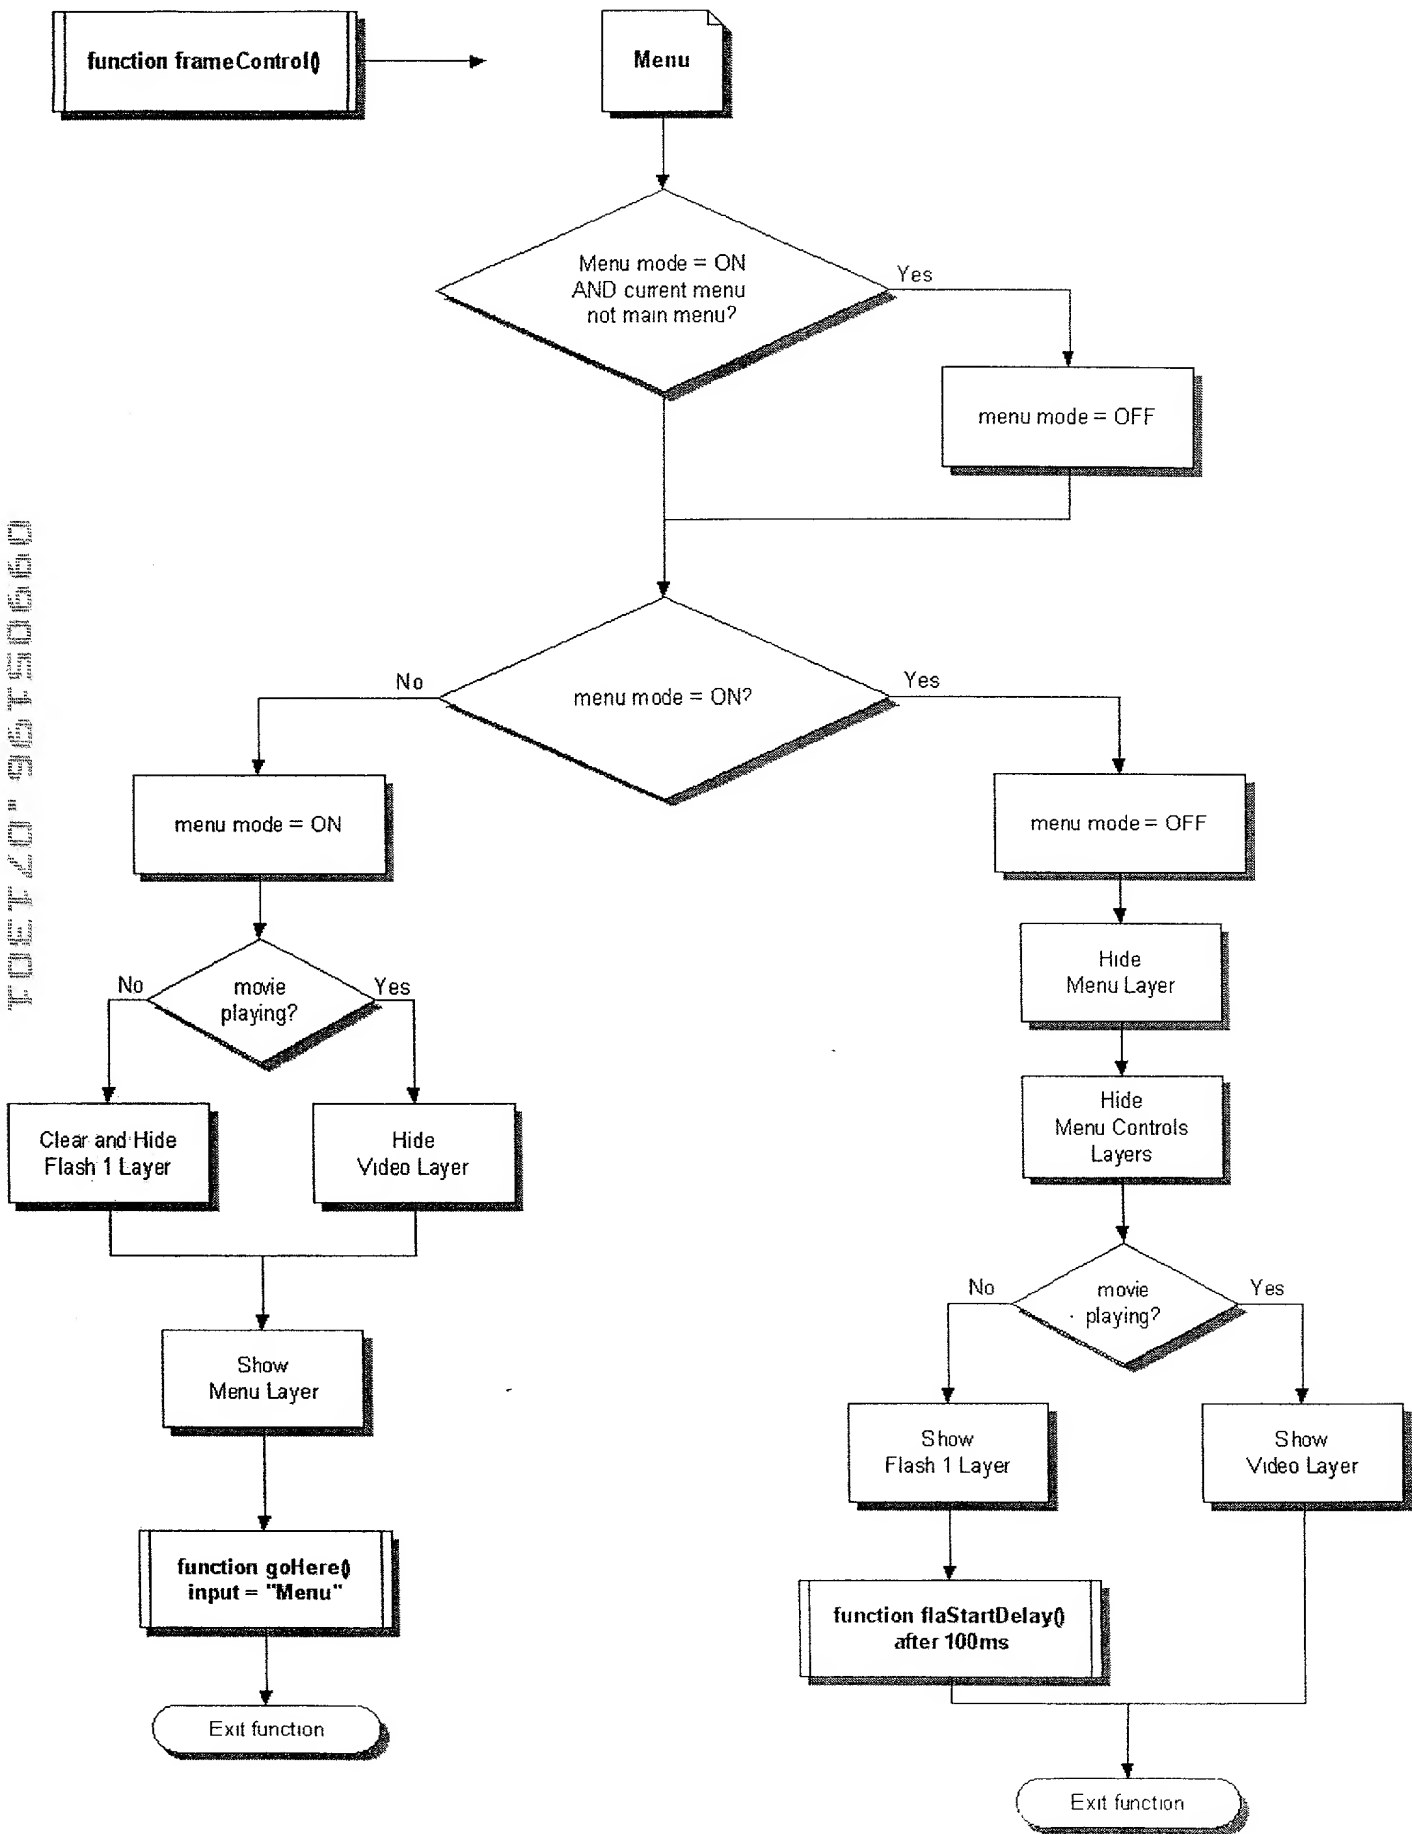 function frameControl()
Menu
Menu mode = ON
AND current menu
not main menu?
Yes
menu mode = OFF
No
menu mode = ON?
Yes
menu mode = ON
menu mode = OFF
No
movie
playing?
Yes
Hide
Menu Layer
Clear and Hide
Flash 1 Layer
Hide
Video Layer
Hide
Menu Controls
Layers
No
movie
playing?
Yes
Show
Menu Layer
Show
Flash 1 Layer
Show
Video Layer
function goHere()
input = "Menu"
function flaStartDelay()
after 100ms
Exit function
Exit function